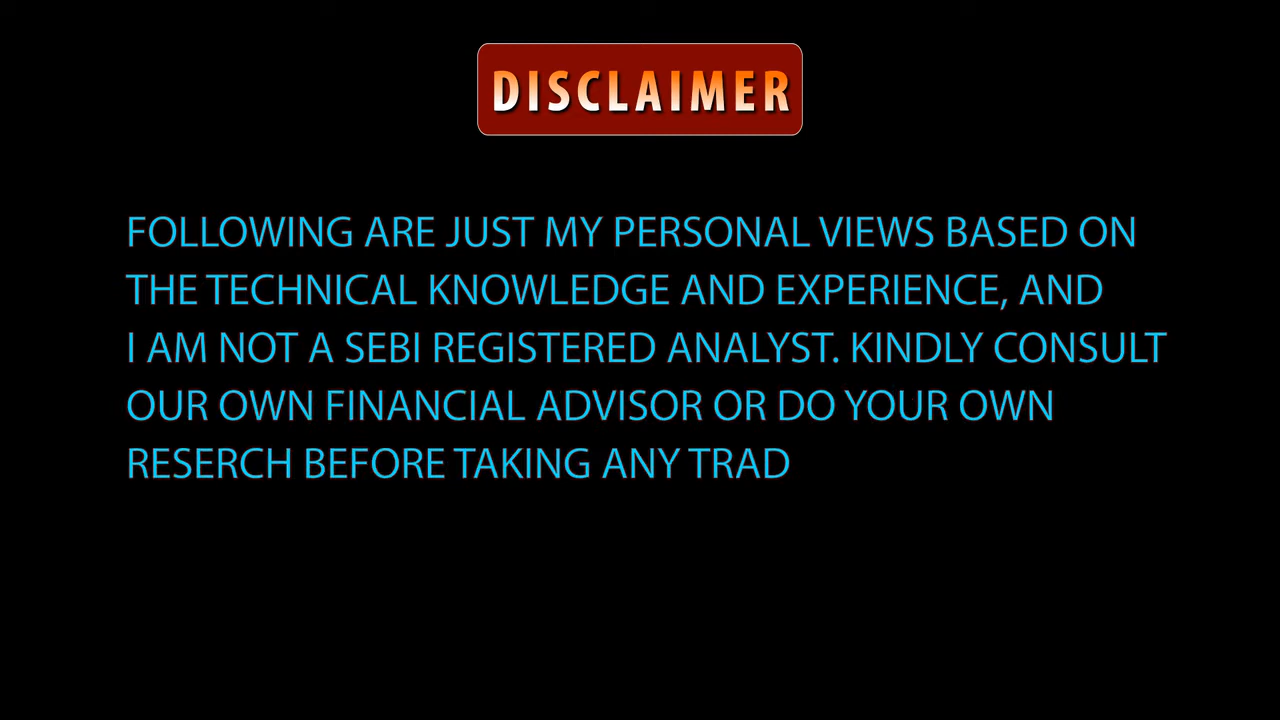 DISCLAIMER
FOLLOWING ARE JUST MY PERSONAL VIEWS BASED ON
THE TECHNICAL KNOWLEDGE AND EXPERIENCE, AND
I AM NOT A SEBI REGISTERED ANALYST. KINDLY CONSULT
OUR OWN FINANCIAL ADVISOR OR DO YOUR OWN
RESERCH BEFORE TAKING ANY TRAD